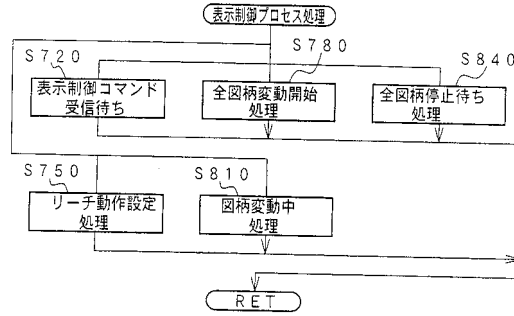 表示制御プロセス処理
S720
S780
S840
表示制御コマンド
受信待ち
全図柄変動開始
処理
全図柄停止待ち
処理
S750
S810
リーチ動作設定
処理
図柄変動中
処理
RET